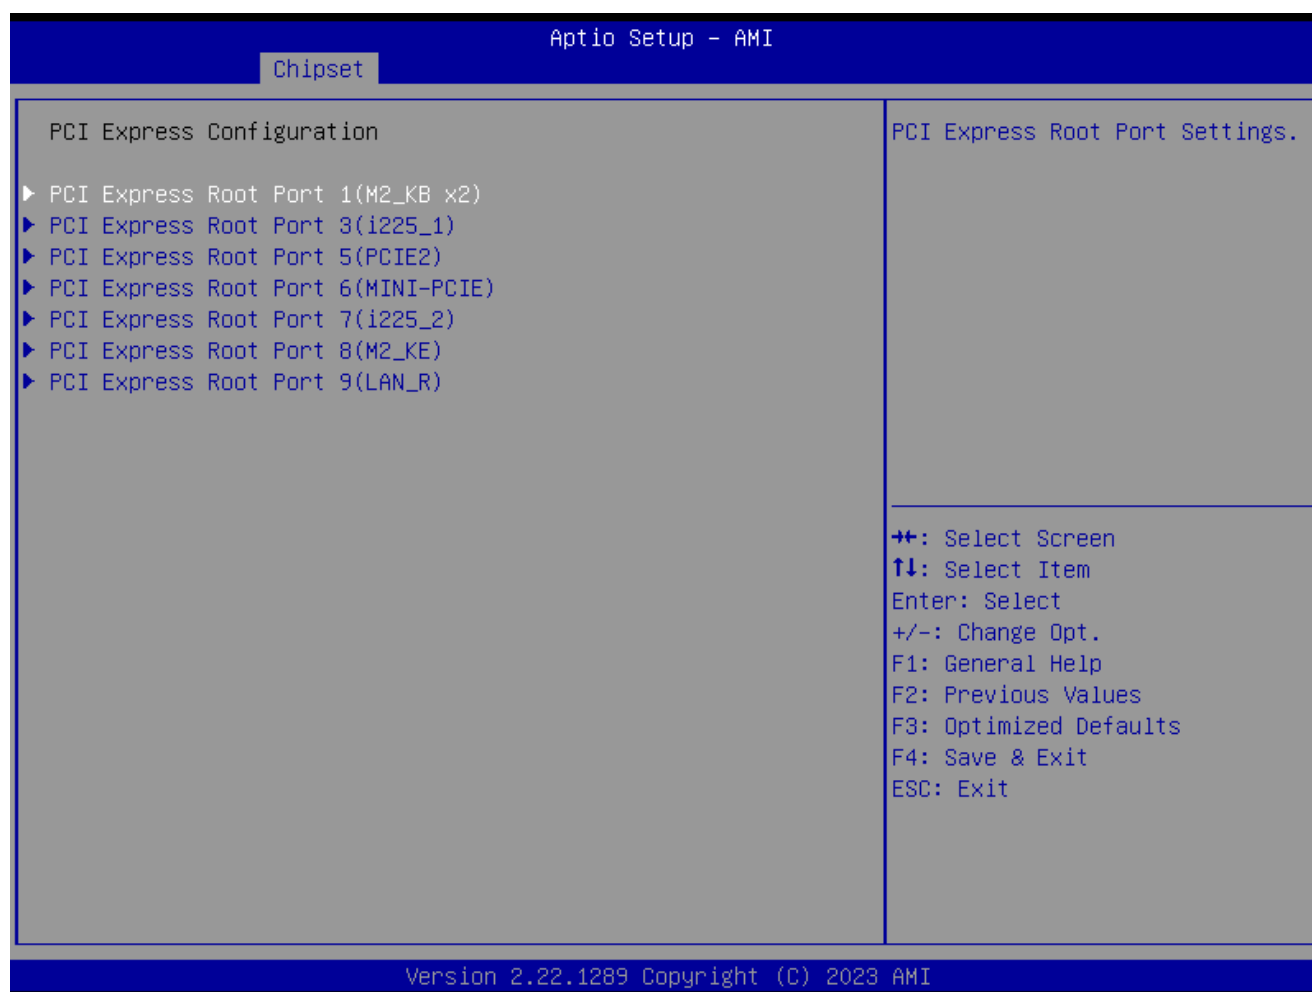 Aptio Setup – AMI
Chipset
PCI Express Configuration
▶ PCI Express Root Port 1(M2_KB x2)
▶ PCI Express Root Port 3(i225_1)
▶ PCI Express Root Port 5(PCIE2)
▶ PCI Express Root Port 6(MINI-PCIE)
▶ PCI Express Root Port 7(i225_2)
▶ PCI Express Root Port 8(M2_KE)
▶ PCI Express Root Port 9(LAN_R)
PCI Express Root Port Settings.
→←: Select Screen
↑↓: Select Item
Enter: Select
+/-: Change Opt.
F1: General Help
F2: Previous Values
F3: Optimized Defaults
F4: Save & Exit
ESC: Exit
Version 2.22.1289 Copyright (C) 2023 AMI